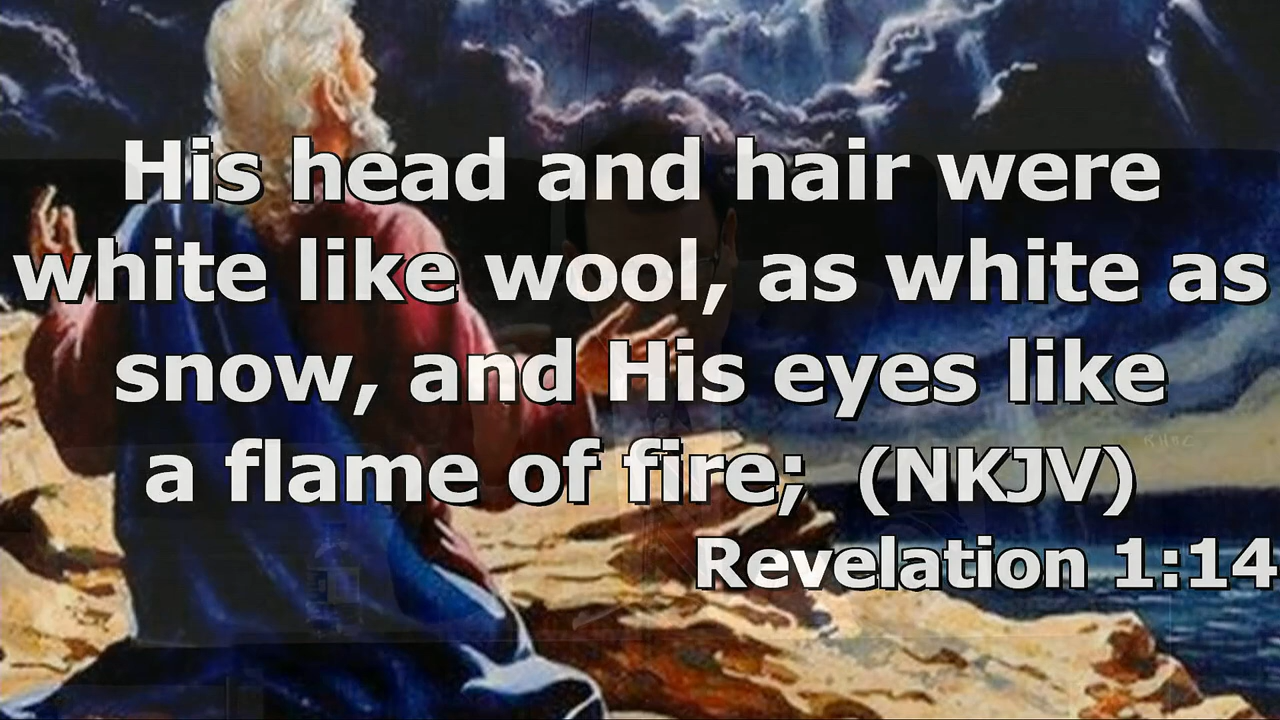 His head and hair were
white like wool, as white as
snow, and His eyes like
a flame of fire; (NKJV)
Revelation 1:14